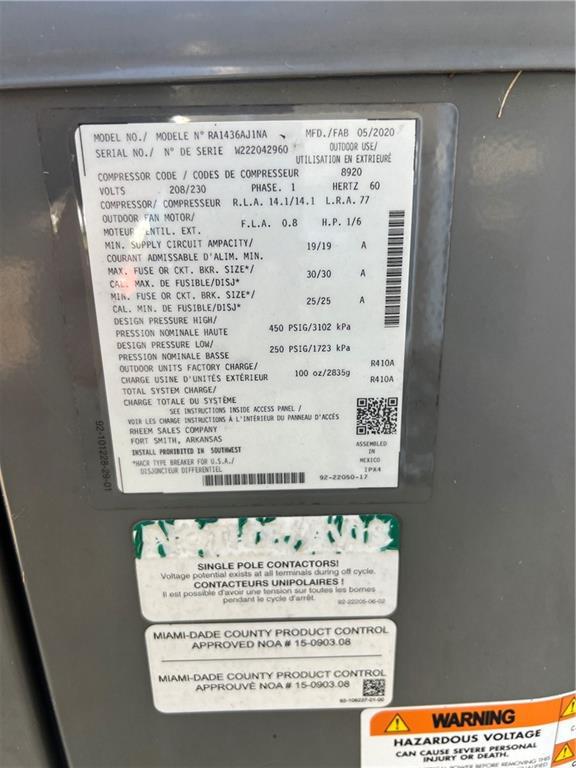 MODEL NO./ MODELE N° RA1436AJ1NA MFD./FAB 05/2020
SERIAL NO./ N° DE SERIE W222042960 OUTDOOR USE/
UTILISATION EN EXTRIEURE
COMPRESSOR CODE / CODES DE COMPRESSEUR 8920
VOLTS 208/230 PHASE. 1 HERTZ 60
COMPRESSOR/ COMPRESSEUR R.L.A. 14.1/14.1 L.R.A. 77
OUTDOOR FAN MOTOR/ F.L.A. 0.8 H.P. 1/6
MOTEUR VENTIL. EXT.
MIN. SUPPLY CIRCUIT AMPACITY/ 19/19 A
COURANT ADMISSABLE D'ALIM. MIN.
MAX. FUSE OR CKT. BKR. SIZE*/ 30/30 A
CAL. MAX. DE FUSIBLE/DISJ*
MIN. FUSE OR CKT. BKR. SIZE*/ 25/25 A
CAL. MIN. DE FUSIBLE/DISJ*
DESIGN PRESSURE HIGH/ 450 PSIG/3102 kPa
PRESSION NOMINALE HAUTE
DESIGN PRESSURE LOW/ 250 PSIG/1723 kPa
PRESSION NOMINALE BASSE
OUTDOOR UNITS FACTORY CHARGE/ R410A
CHARGE USINE D'UNITÉS EXTÉRIEUR 100 oz/2835g R410A
TOTAL SYSTEM CHARGE/
CHARGE TOTALE DU SYSTÈME
SEE INSTRUCTIONS INSIDE ACCESS PANEL /
VOIR LES CHARGE INSTRUCTIONS À L'INTÉRIEUR DU PANNEAU D'ACCÉS
RHEEM SALES COMPANY
FORT SMITH, ARKANSAS
ASSEMBLED IN
MEXICO
INSTALL PROHIBITED IN SOUTHWEST
*HACR TYPE BREAKER FOR U.S.A./ IPX4
DISJONCTEUR DIFFERENTIEL 92-22050-17
92-101228-29-01
SINGLE POLE CONTACTORS!
Voltage potential exists at all terminals during off cycle.
CONTACTEURS UNIPOLAIRES !
Il est possible d'avoir une tension sur toutes les bornes
pendant le cycle d'arrêt. 92-22205-06-02
MIAMI-DADE COUNTY PRODUCT CONTROL
APPROVED NOA # 15-0903.08
MIAMI-DADE COUNTY PRODUCT CONTROL
APPROUVÉ NOA # 15-0903.08
WARNING
HAZARDOUS VOLTAGE
CAN CAUSE SEVERE PERSONAL
INJURY OR DEATH.
POWER BEFORE REMOVING THIS